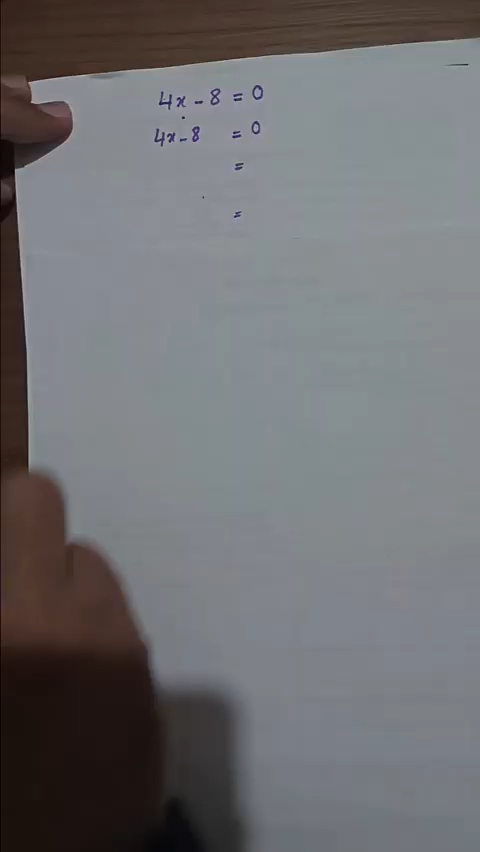 4x - 8 = 0
4x - 8 = 0
=
=